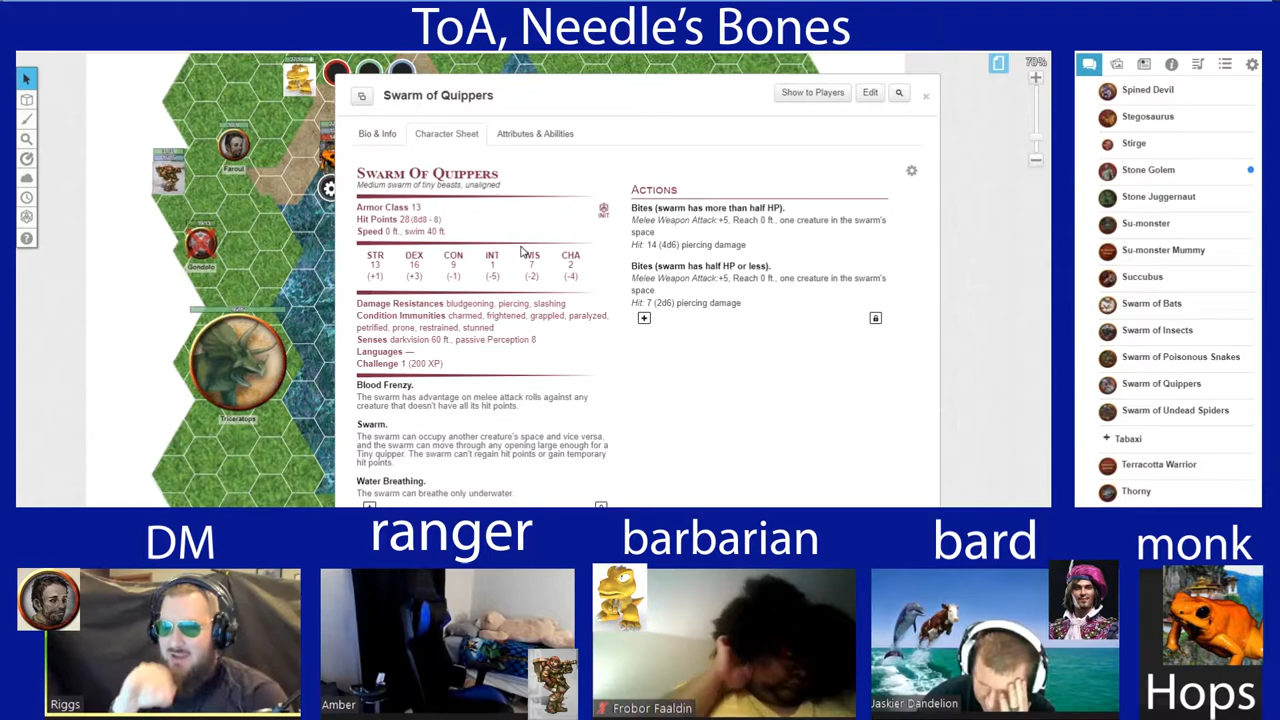 ToA, Needle's Bones
70%
Swarm of Quippers
Show to Players
Edit
Bio & Info
Character Sheet
Attributes & Abilities
SWARM OF QUIPPERS
Medium swarm of tiny beasts, unaligned
Armor Class 13
Hit Points 28 (8d8 - 8)
Speed 0 ft., swim 40 ft.
INIT
STR DEX CON INT WIS CHA
13 16 9 1 7 2
(+1) (+3) (-1) (-5) (-2) (-4)
Damage Resistances bludgeoning, piercing, slashing
Condition Immunities charmed, frightened, grappled, paralyzed,
petrified, prone, restrained, stunned
Senses darkvision 60 ft., passive Perception 8
Languages —
Challenge 1 (200 XP)
Blood Frenzy.
The swarm has advantage on melee attack rolls against any
creature that doesn't have all its hit points.
Swarm.
The swarm can occupy another creature's space and vice versa,
and the swarm can move through any opening large enough for a
Tiny quipper. The swarm can't regain hit points or gain temporary
hit points.
Water Breathing.
The swarm can breathe only underwater.
ACTIONS
Bites (swarm has more than half HP).
Melee Weapon Attack: +5, Reach 0 ft., one creature in the swarm's
space
Hit: 14 (4d6) piercing damage
Bites (swarm has half HP or less).
Melee Weapon Attack: +5, Reach 0 ft., one creature in the swarm's
space
Hit: 7 (2d6) piercing damage
Faroul
Gondolo
Triceratops
Spined Devil
Stegosaurus
Stirge
Stone Golem
Stone Juggernaut
Su-monster
Su-monster Mummy
Succubus
Swarm of Bats
Swarm of Insects
Swarm of Poisonous Snakes
Swarm of Quippers
Swarm of Undead Spiders
Tabaxi
Terracotta Warrior
Thorny
DM
ranger
barbarian
bard
monk
Riggs
Amber
Frobor Faaldin
Jaskier Dandelion
Hops